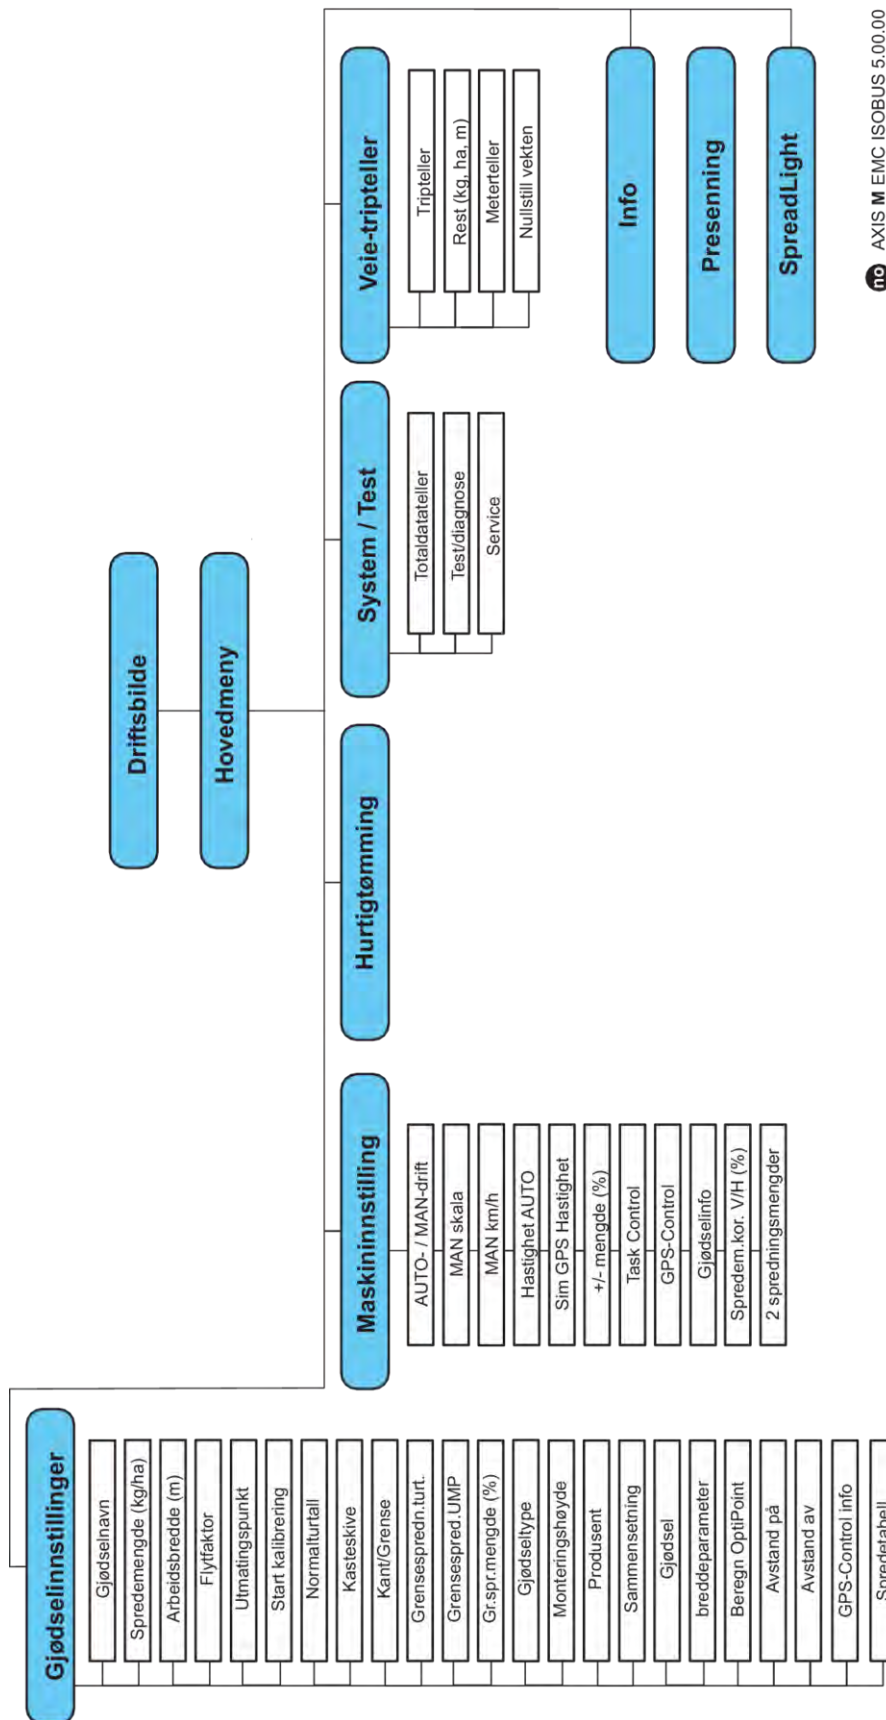 Driftsbilde
Hovedmeny
Gjødselinnstillinger
Gjødselnavn
Spredemengde (kg/ha)
Arbeidsbredde (m)
Flytfaktor
Utmatingspunkt
Start kalibrering
Normalturtall
Kasteskive
Kant/Grense
Grensespredn.turt.
Grensespred.UMP
Gr.spr.mengde (%)
Gjødseltype
Monteringshøyde
Produsent
Sammensetning
Gjødsel
breddeparameter
Beregn OptiPoint
Avstand på
Avstand av
GPS-Control info
Spredetabell
Maskininnstilling
AUTO- / MAN-drift
MAN skala
MAN km/h
Hastighet AUTO
Sim GPS Hastighet
+/- mengde (%)
Task Control
GPS-Control
Gjødselinfo
Spredem.kor. V/H (%)
2 spredningsmengder
Hurtigtømming
System / Test
Totaldatateller
Test/diagnose
Service
Veie-tripteller
Tripteller
Rest (kg, ha, m)
Meterteller
Nullstill vekten
Info
Presenning
SpreadLight
no AXIS M EMC ISOBUS 5.00.00